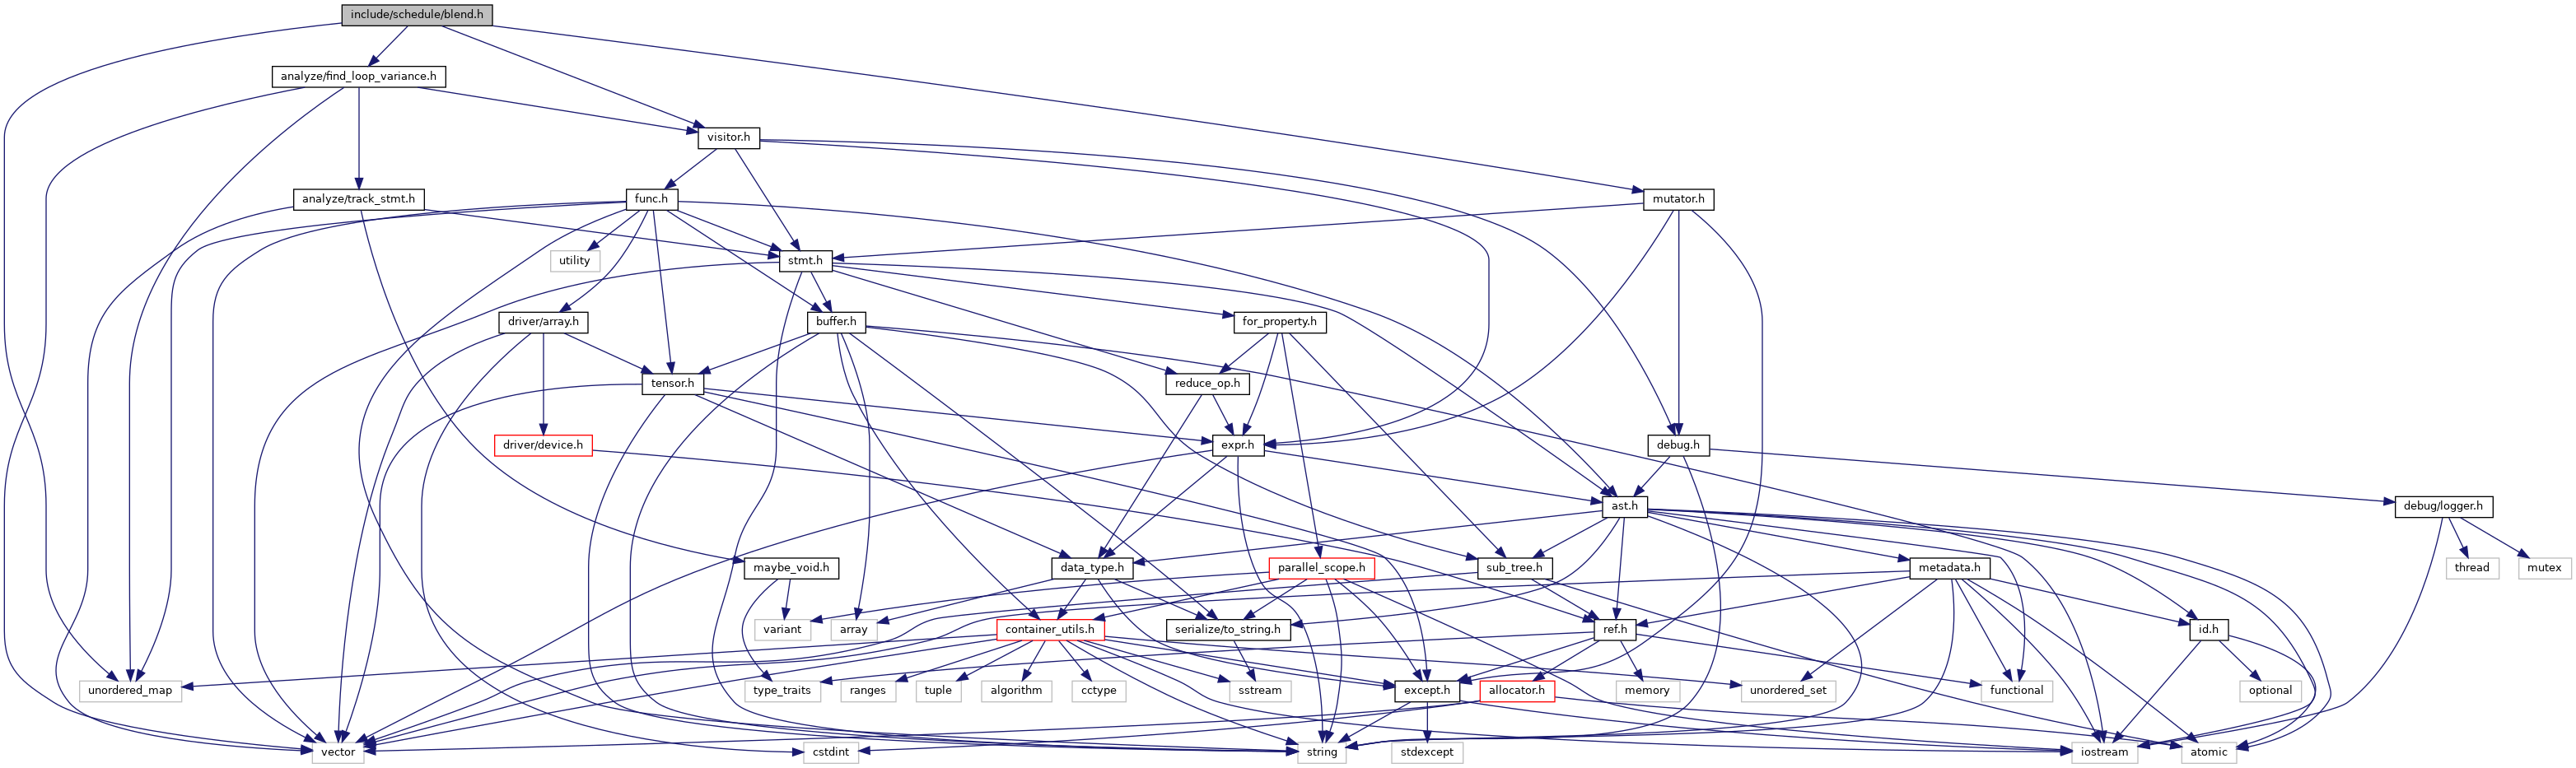 include/schedule/blend.h
analyze/find_loop_variance.h
visitor.h
analyze/track_stmt.h
func.h
mutator.h
utility
stmt.h
driver/array.h
buffer.h
for_property.h
tensor.h
reduce_op.h
driver/device.h
expr.h
debug.h
ast.h
debug/logger.h
maybe_void.h
data_type.h
parallel_scope.h
sub_tree.h
metadata.h
thread
mutex
variant
array
container_utils.h
serialize/to_string.h
ref.h
id.h
unordered_map
type_traits
ranges
tuple
algorithm
cctype
sstream
except.h
allocator.h
memory
unordered_set
functional
optional
vector
cstdint
string
stdexcept
iostream
atomic